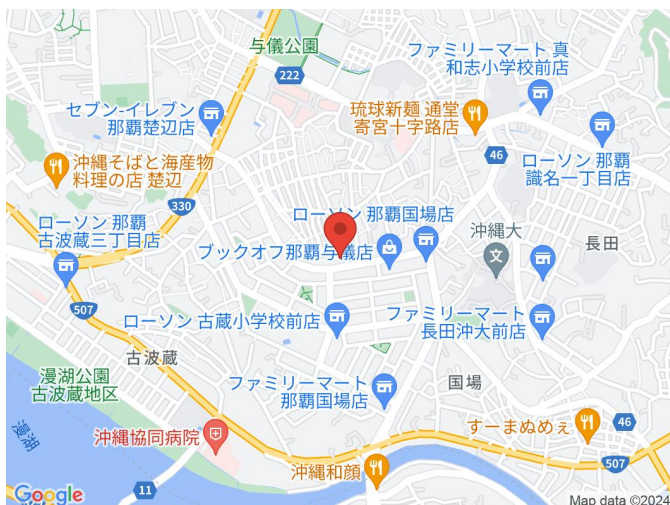 与儀公園
ファミリーマート 真
和志小学校前店
222
セブン-イレブン
那覇楚辺店
琉球新麺 通堂
寄宮十字路店
沖縄そばと海産物
料理の店 楚辺
46
ローソン 那覇
識名一丁目店
330
ローソン 那覇国場店
ローソン 那覇
古波蔵三丁目店
沖縄大
文
長田
ブックオフ那覇与儀店
507
ローソン 古蔵小学校前店
ファミリーマート
長田沖大前店
古波蔵
漫湖公園
古波蔵地区
ファミリーマート
那覇国場店
国場
漫湖
沖縄協同病院
すーまぬめぇ
46
507
沖縄和顔
11
Google
Map data ©2024